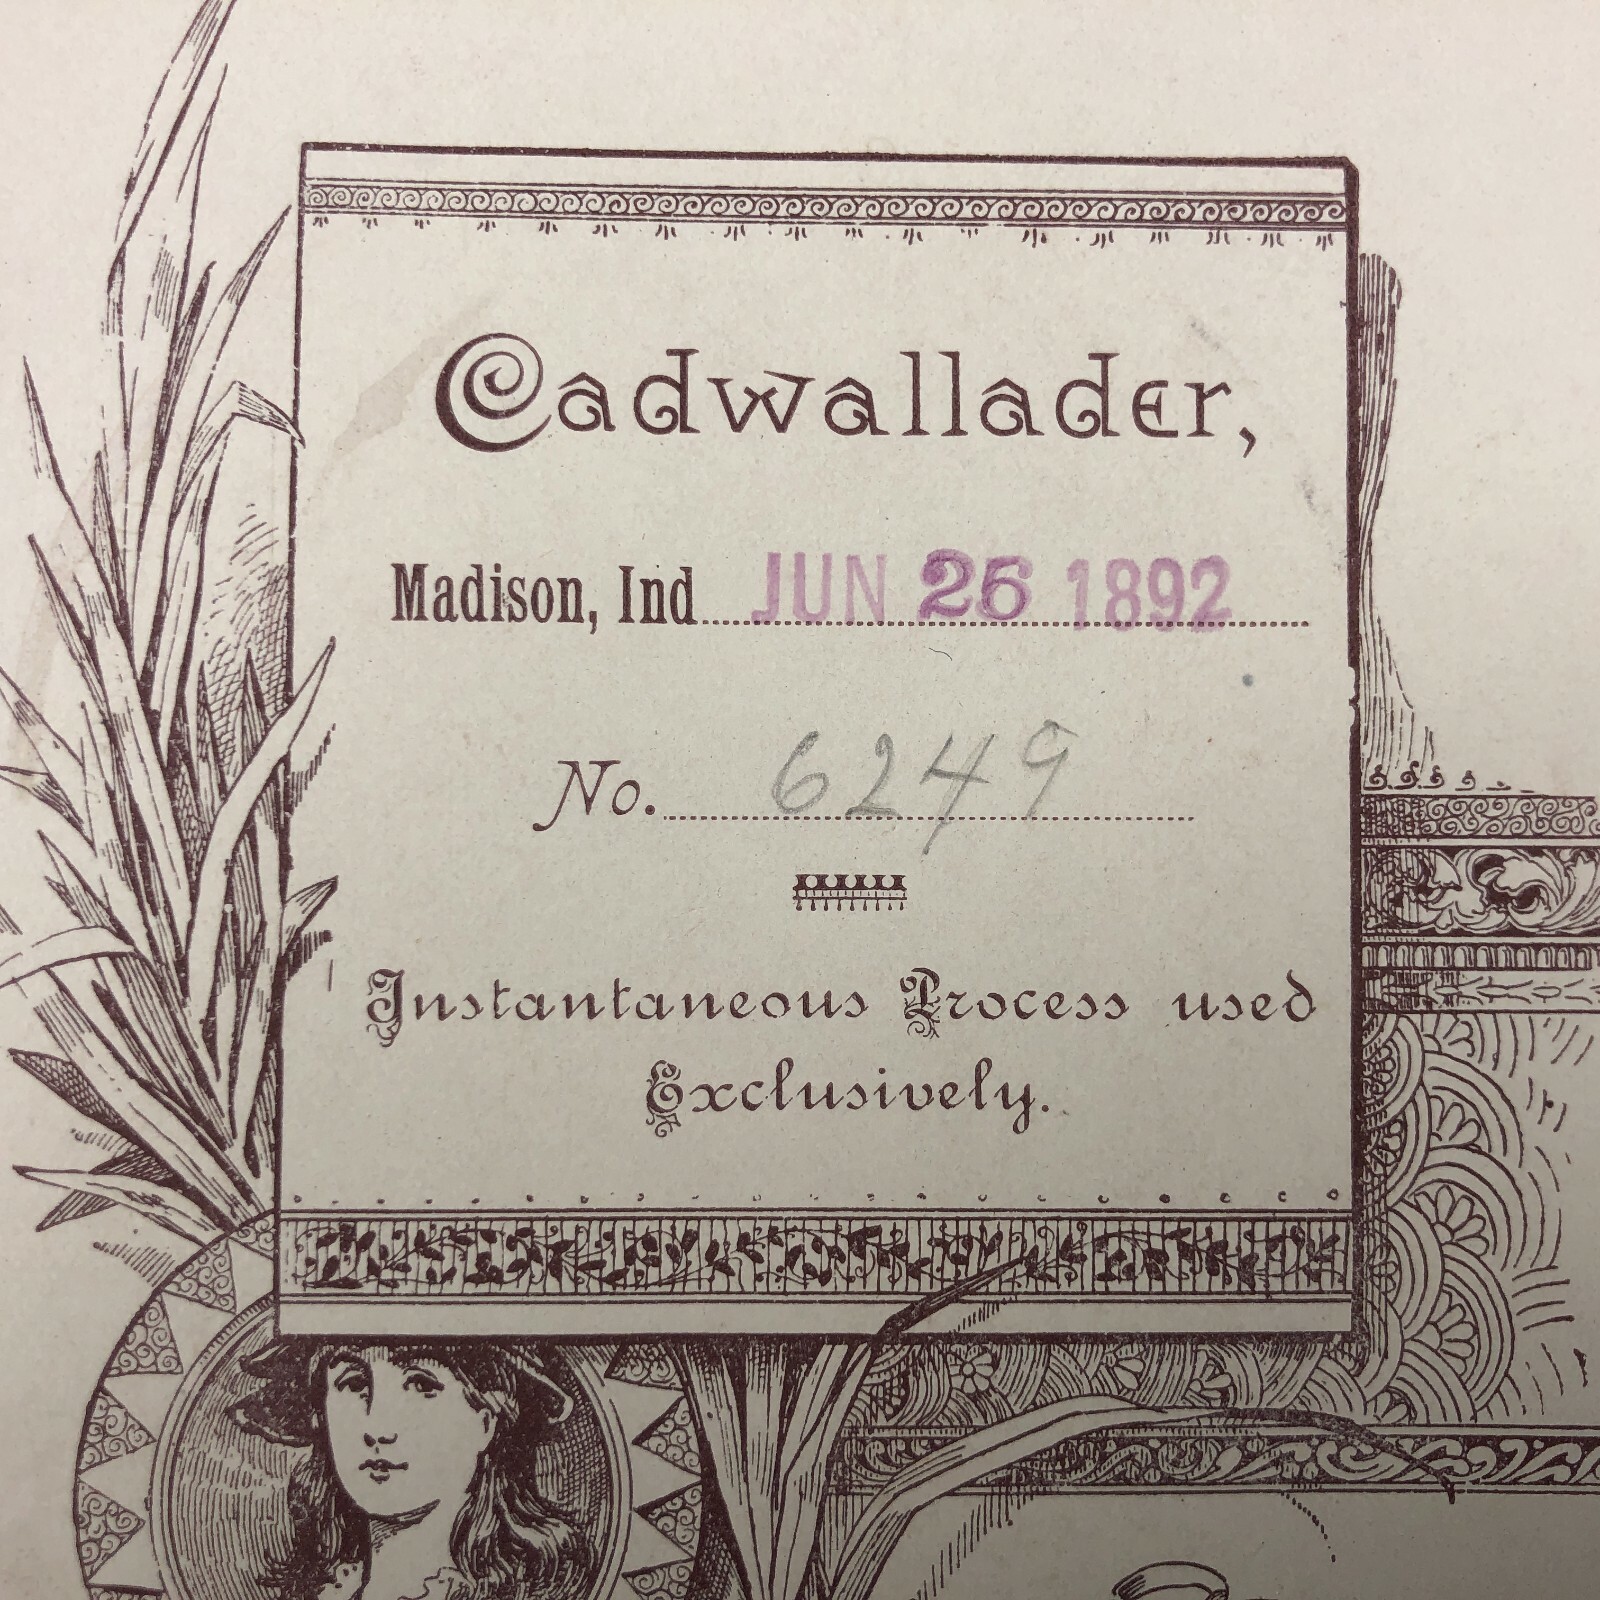 Cadwallader,
Madison, Ind JUN 26 1892
No. 6249
Instantaneous Process used
Exclusively.